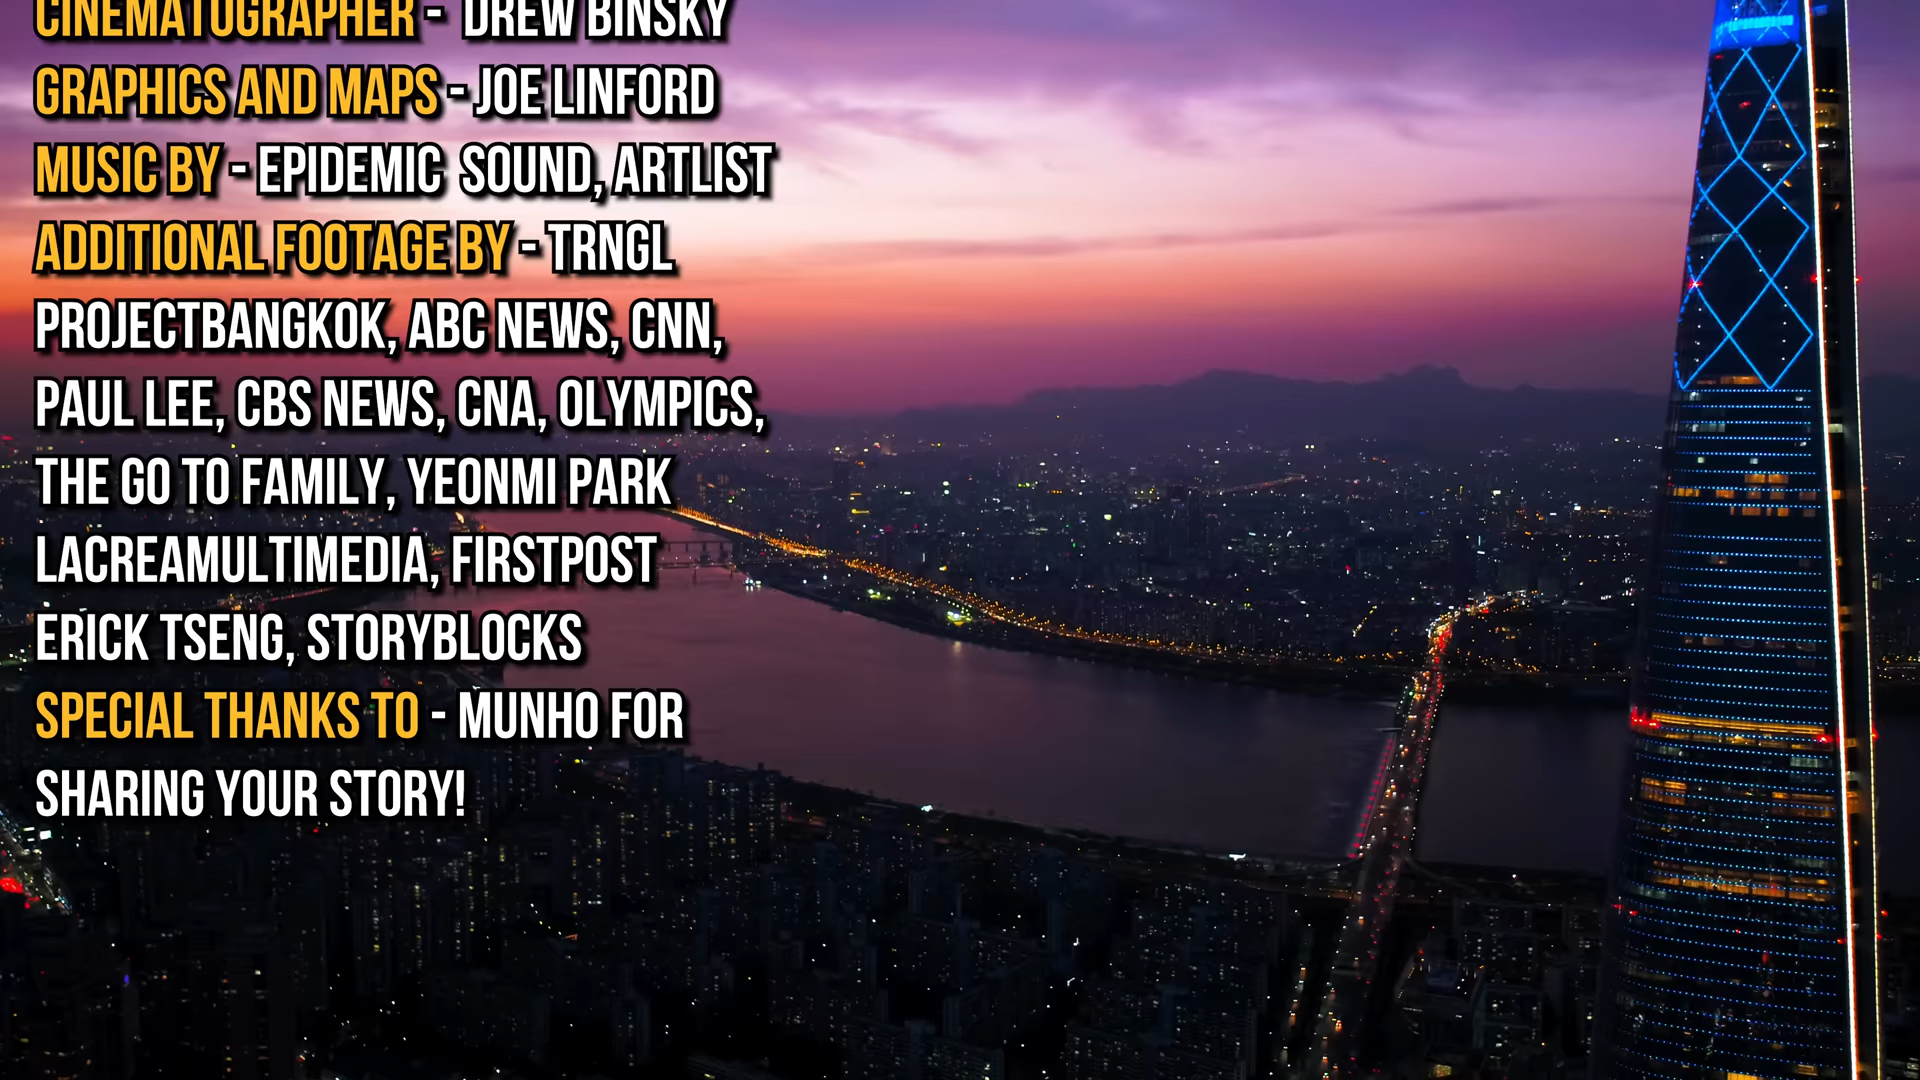 CINEMATOGRAPHER - DREW BINSKY
GRAPHICS AND MAPS - JOE LINFORD
MUSIC BY - EPIDEMIC SOUND, ARTLIST
ADDITIONAL FOOTAGE BY - TRNGL
PROJECTBANGKOK, ABC NEWS, CNN,
PAUL LEE, CBS NEWS, CNA, OLYMPICS,
THE GO TO FAMILY, YEONMI PARK
LACREAMULTIMEDIA, FIRSTPOST
ERICK TSENG, STORYBLOCKS
SPECIAL THANKS TO - MUNHO FOR
SHARING YOUR STORY!